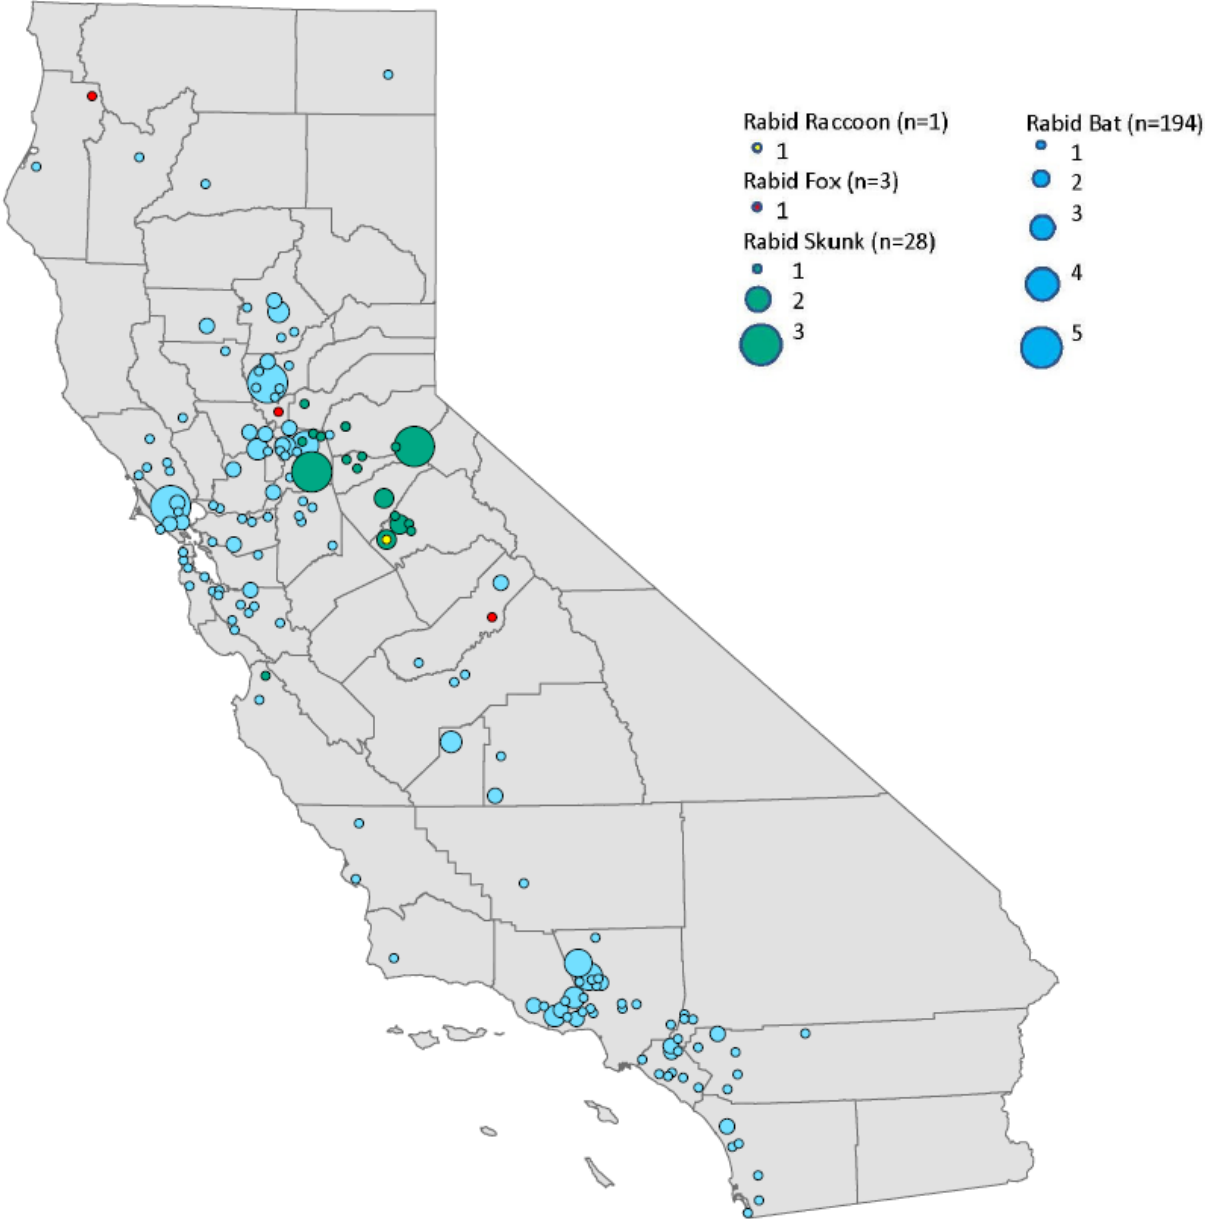 Rabid Raccoon (n=1)
1
Rabid Fox (n=3)
1
Rabid Skunk (n=28)
1
2
3
Rabid Bat (n=194)
1
2
3
4
5